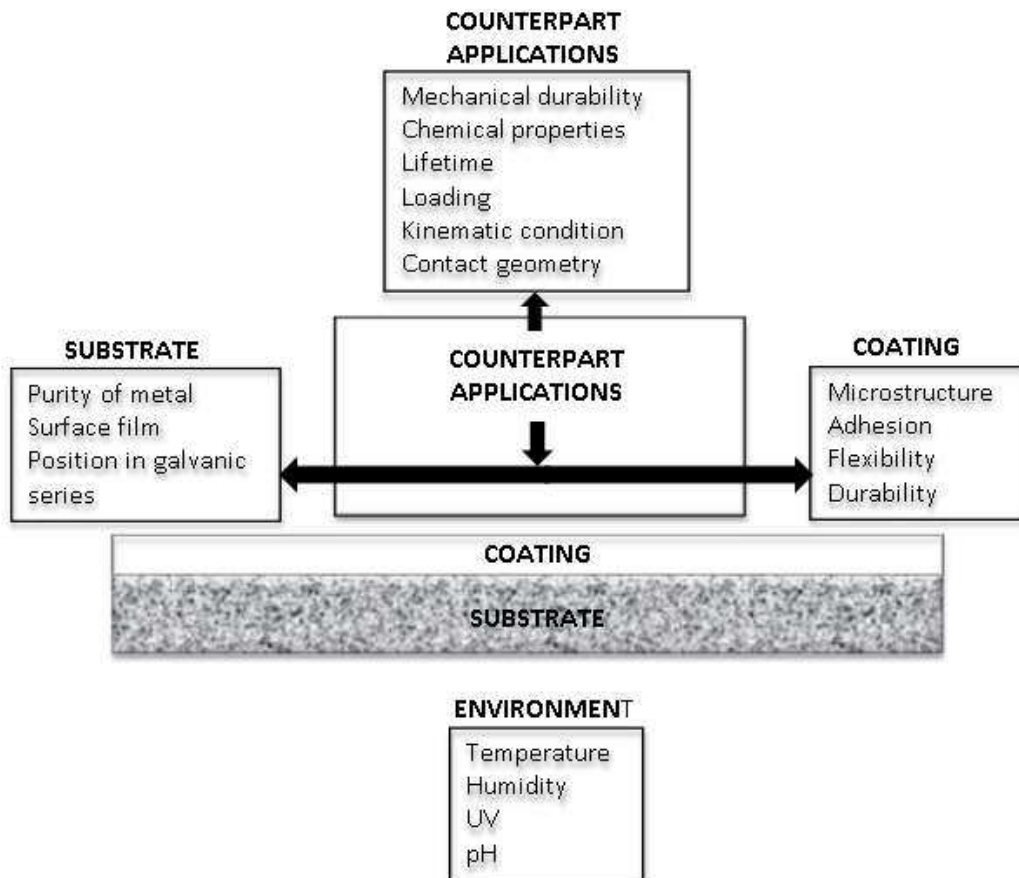 COUNTERPART
APPLICATIONS
Mechanical durability
Chemical properties
Lifetime
Loading
Kinematic condition
Contact geometry
SUBSTRATE
Purity of metal
Surface film
Position in galvanic
series
COUNTERPART
APPLICATIONS
COATING
Microstructure
Adhesion
Flexibility
Durability
COATING
SUBSTRATE
ENVIRONMENT
Temperature
Humidity
UV
pH